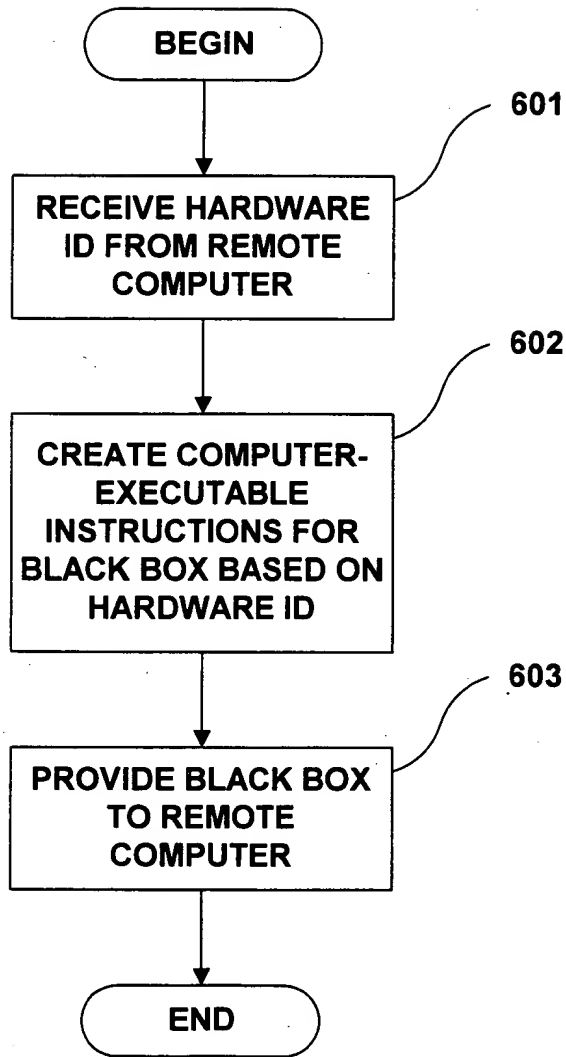 BEGIN
601
RECEIVE HARDWARE
ID FROM REMOTE
COMPUTER
602
CREATE COMPUTER-
EXECUTABLE
INSTRUCTIONS FOR
BLACK BOX BASED ON
HARDWARE ID
603
PROVIDE BLACK BOX
TO REMOTE
COMPUTER
END